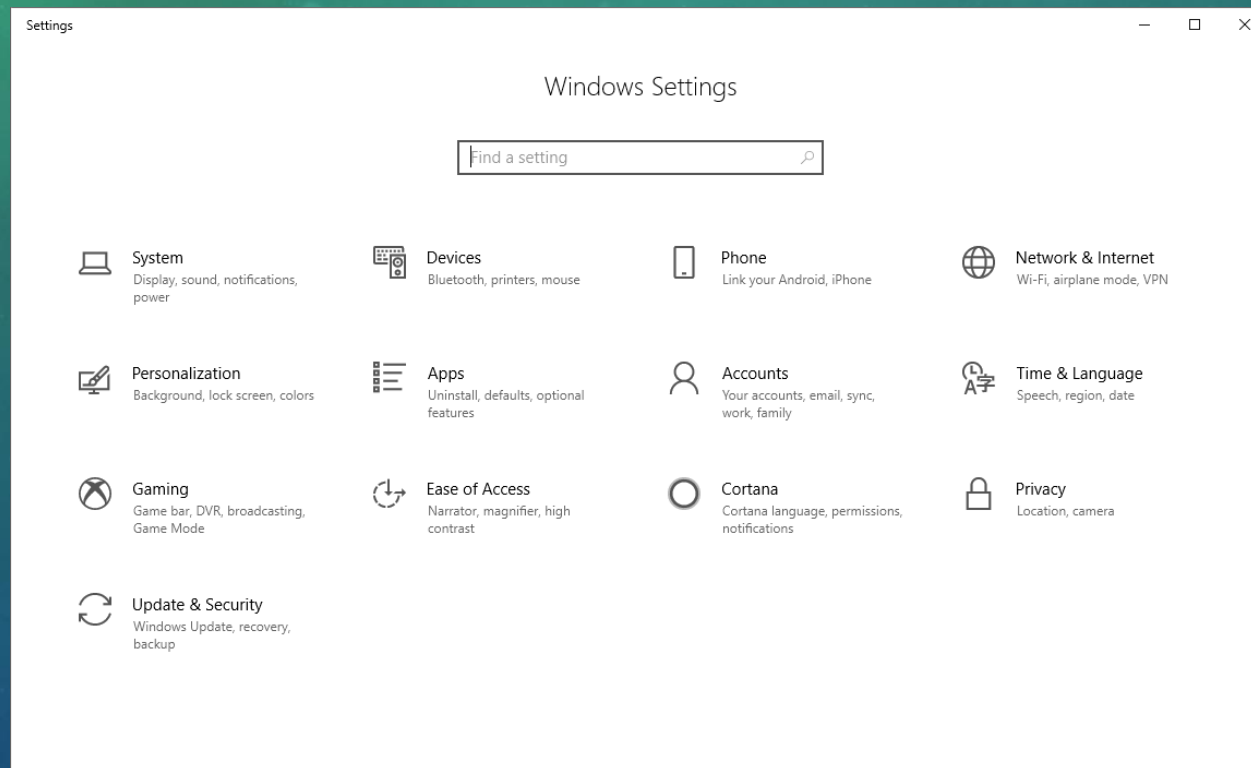 Settings
Windows Settings
Find a setting
System
Display, sound, notifications,
power
Devices
Bluetooth, printers, mouse
Phone
Link your Android, iPhone
Network & Internet
Wi-Fi, airplane mode, VPN
Personalization
Background, lock screen, colors
Apps
Uninstall, defaults, optional
features
Accounts
Your accounts, email, sync,
work, family
Time & Language
Speech, region, date
Gaming
Game bar, DVR, broadcasting,
Game Mode
Ease of Access
Narrator, magnifier, high
contrast
Cortana
Cortana language, permissions,
notifications
Privacy
Location, camera
Update & Security
Windows Update, recovery,
backup